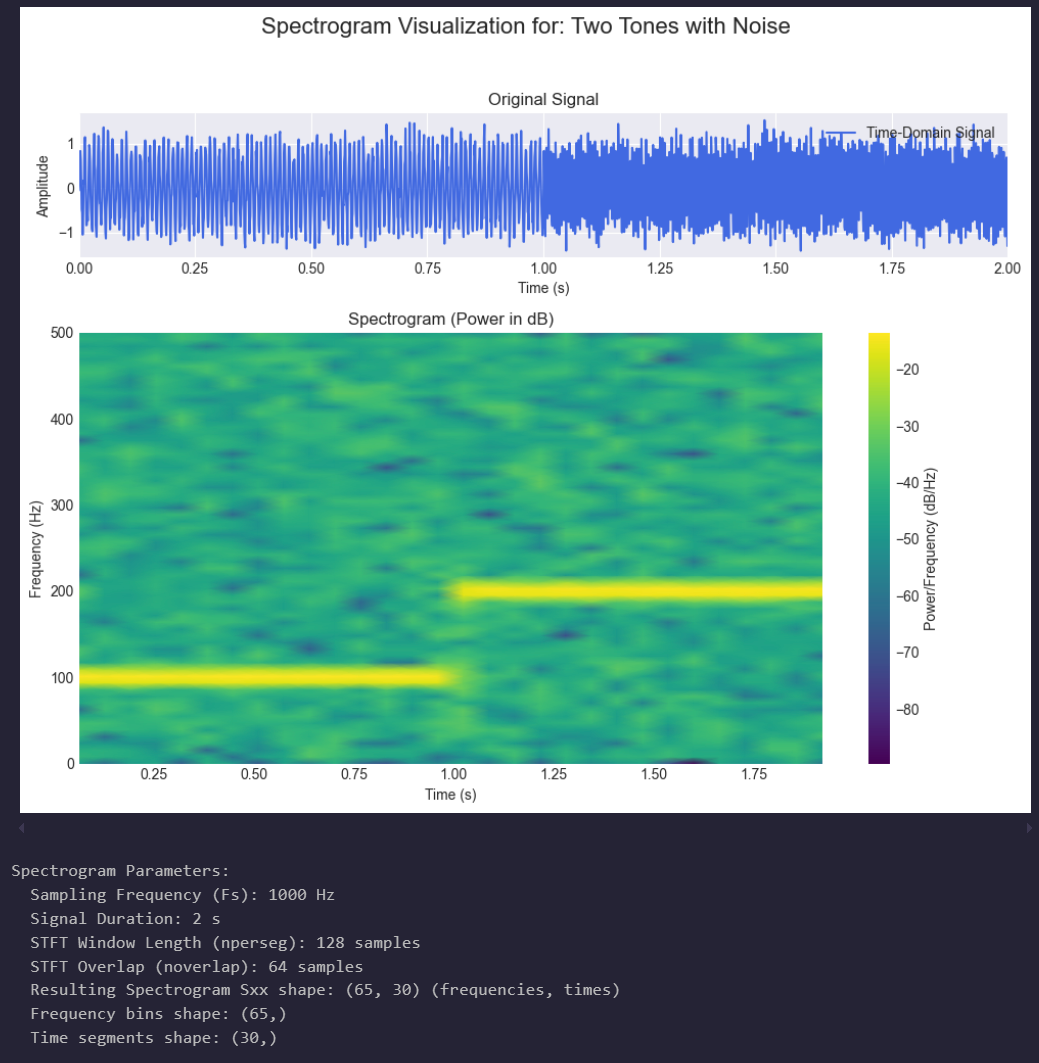 Spectrogram Visualization for: Two Tones with Noise
Original Signal
Time-Domain Signal
Amplitude
1
0
−1
0.00 0.25 0.50 0.75 1.00 1.25 1.50 1.75 2.00
Time (s)
Spectrogram (Power in dB)
Frequency (Hz)
500
400
300
200
100
0
0.25 0.50 0.75 1.00 1.25 1.50 1.75
Time (s)
−20
−30
−40
−50
−60
−70
−80
Power/Frequency (dB/Hz)
Spectrogram Parameters:
Sampling Frequency (Fs): 1000 Hz
Signal Duration: 2 s
STFT Window Length (nperseg): 128 samples
STFT Overlap (noverlap): 64 samples
Resulting Spectrogram Sxx shape: (65, 30) (frequencies, times)
Frequency bins shape: (65,)
Time segments shape: (30,)